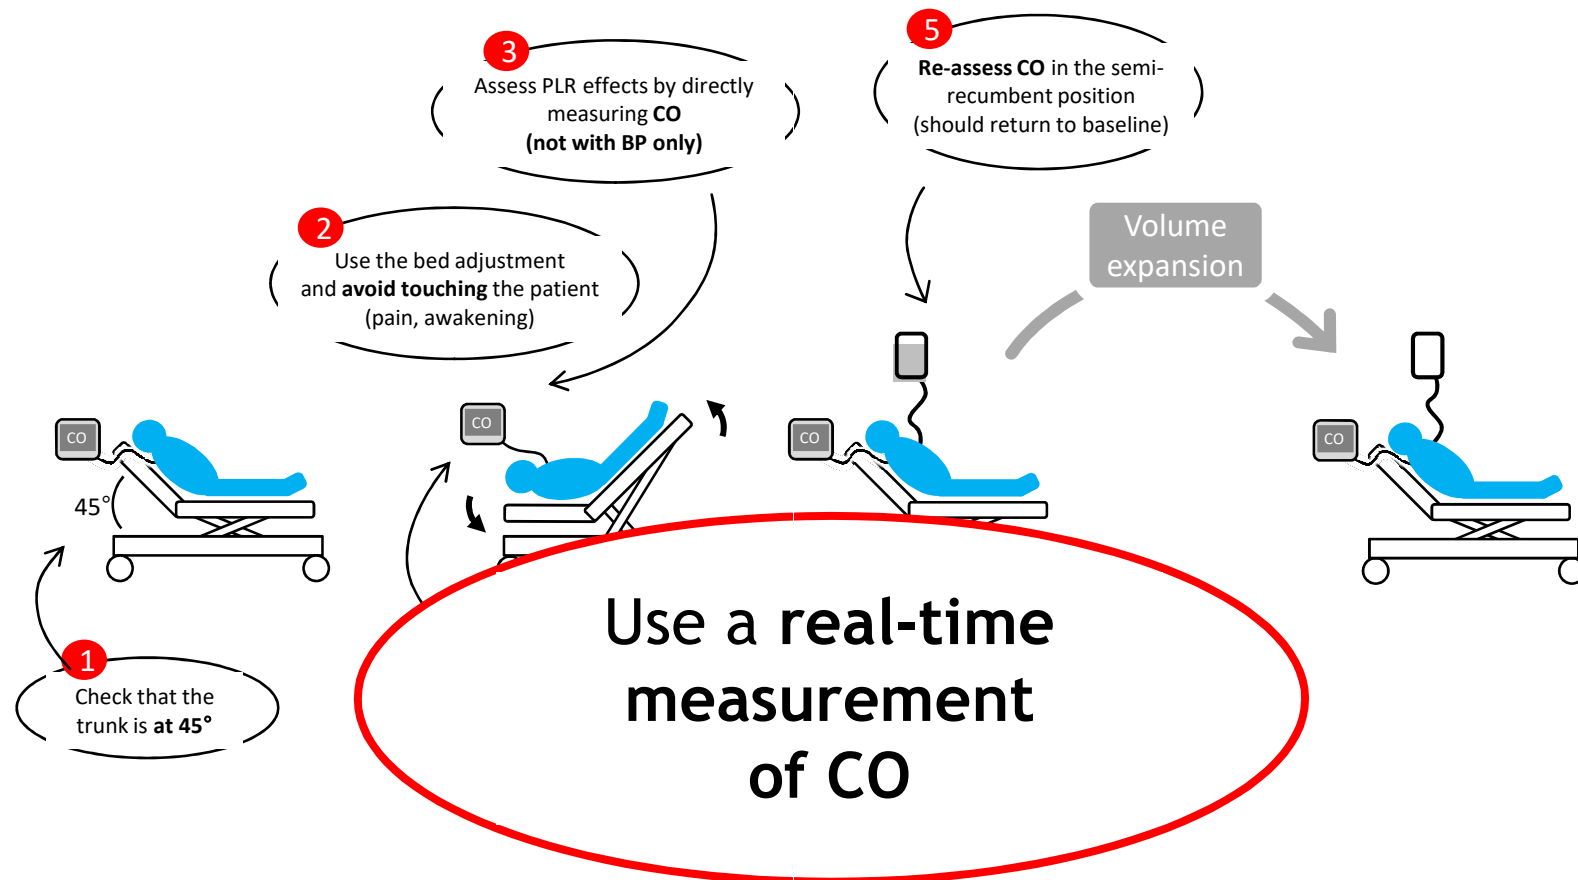 3
Assess PLR effects by directly
measuring CO
(not with BP only)
5
Re-assess CO in the semi-
recumbent position
(should return to baseline)
2
Use the bed adjustment
and avoid touching the patient
(pain, awakening)
Volume
expansion
CO
45°
CO
CO
CO
1
Check that the
trunk is at 45°
Use a real-time
measurement
of CO